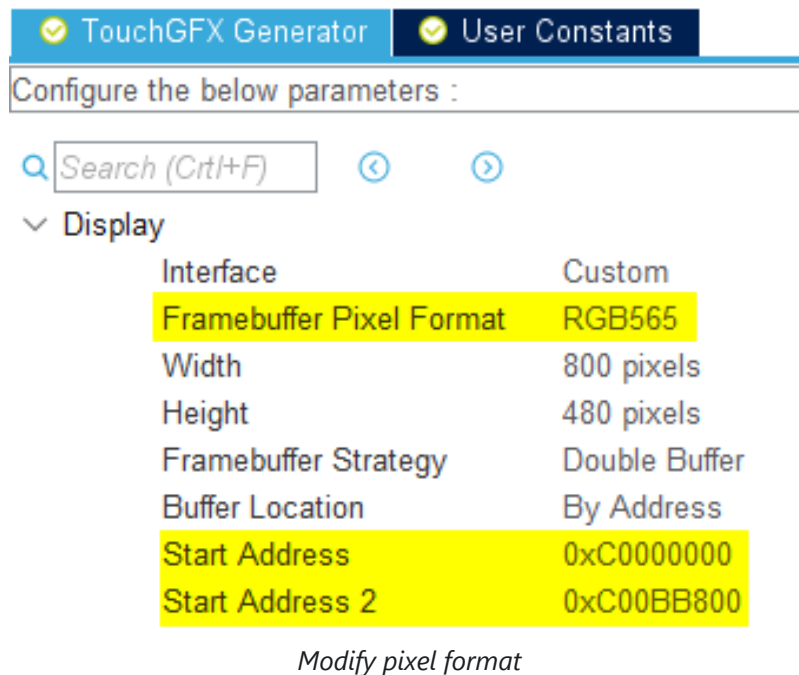 TouchGFX Generator User Constants
Configure the below parameters :
Search (Crtl+F)
Display
Interface Custom
Framebuffer Pixel Format RGB565
Width 800 pixels
Height 480 pixels
Framebuffer Strategy Double Buffer
Buffer Location By Address
Start Address 0xC0000000
Start Address 2 0xC00BB800
Modify pixel format